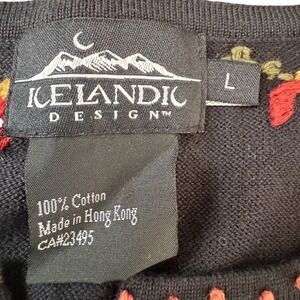 ICELANDIC
DESIGN™
L
100% Cotton
Made in Hong Kong
CA#23495